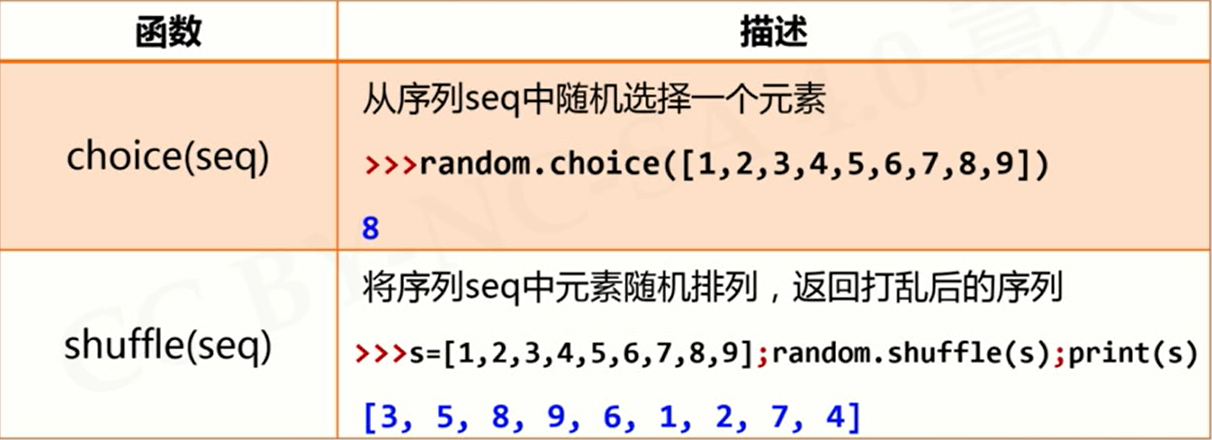 函数
描述
choice(seq)
从序列seq中随机选择一个元素
>>>random.choice([1,2,3,4,5,6,7,8,9])
8
shuffle(seq)
将序列seq中元素随机排列，返回打乱后的序列
>>>s=[1,2,3,4,5,6,7,8,9];random.shuffle(s);print(s)
[3, 5, 8, 9, 6, 1, 2, 7, 4]
CC BY-NC-SA 4.0 嵩天